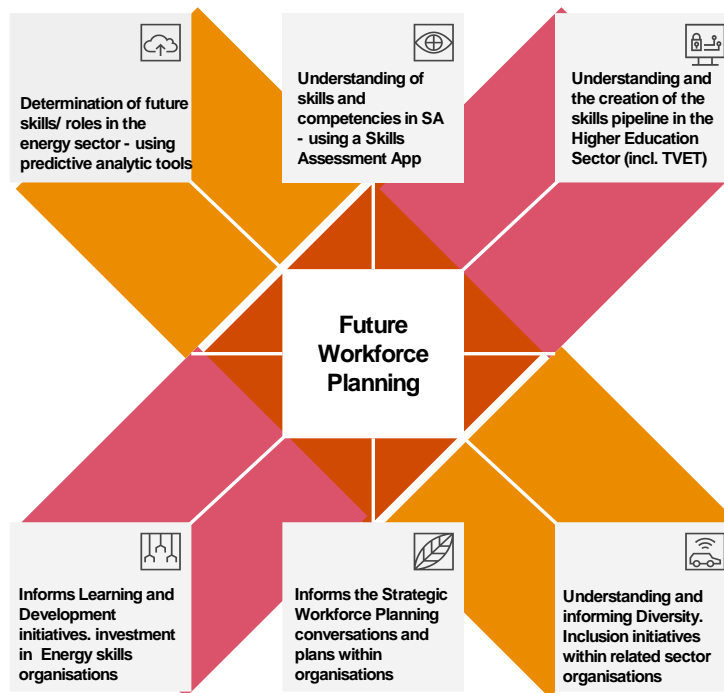 Determination of future
skills/ roles in the
energy sector - using
predictive analytic tools
Understanding of
skills and
competencies in SA
- using a Skills
Assessment App
Understanding and
the creation of the
skills pipeline in the
Higher Education
Sector (incl. TVET)
Future
Workforce
Planning
Informs Learning and
Development
initiatives. investment
in Energy skills
organisations
Informs the Strategic
Workforce Planning
conversations and
plans within
organisations
Understanding and
informing Diversity.
Inclusion initiatives
within related sector
organisations